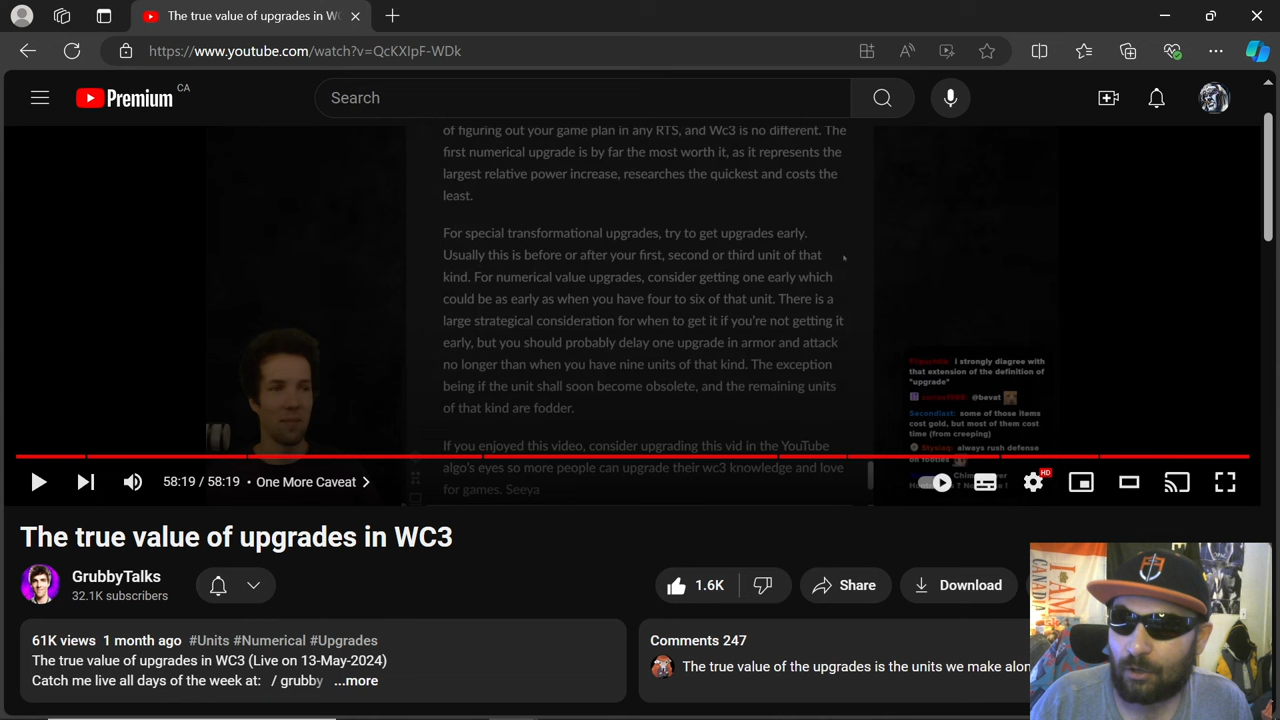 The true value of upgrades in WC
https://www.youtube.com/watch?v=QcKXIpF-WDk
Premium CA
Search
of figuring out your game plan in any RTS, and Wc3 is no different. The
first numerical upgrade is by far the most worth it, as it represents the
largest relative power increase, researches the quickest and costs the
least.
For special transformational upgrades, try to get upgrades early.
Usually this is before or after your first, second or third unit of that
kind. For numerical value upgrades, consider getting one early which
could be as early as when you have four to six of that unit. There is a
large strategical consideration for when to get it if you're not getting it
early, but you should probably delay one upgrade in armor and attack
no longer than when you have nine units of that kind. The exception
being if the unit shall soon become obsolete, and the remaining units
of that kind are fodder.
If you enjoyed this video, consider upgrading this vid in the YouTube
algo's eyes so more people can upgrade their wc3 knowledge and love
for games. Seeya
i strongly diagree with
that extension of the definition of
"upgrade"
@bevat
Secondlast: some of those items
cost gold, but most of them cost
time (from creeping)
always rush defense
on footies
58:19 / 58:19 • One More Caveat
HD
The true value of upgrades in WC3
GrubbyTalks
32.1K subscribers
1.6K
Share
Download
61K views 1 month ago #Units #Numerical #Upgrades
The true value of upgrades in WC3 (Live on 13-May-2024)
Catch me live all days of the week at: / grubby ...more
Comments 247
The true value of the upgrades is the units we make alon
I AM
CANADIAN